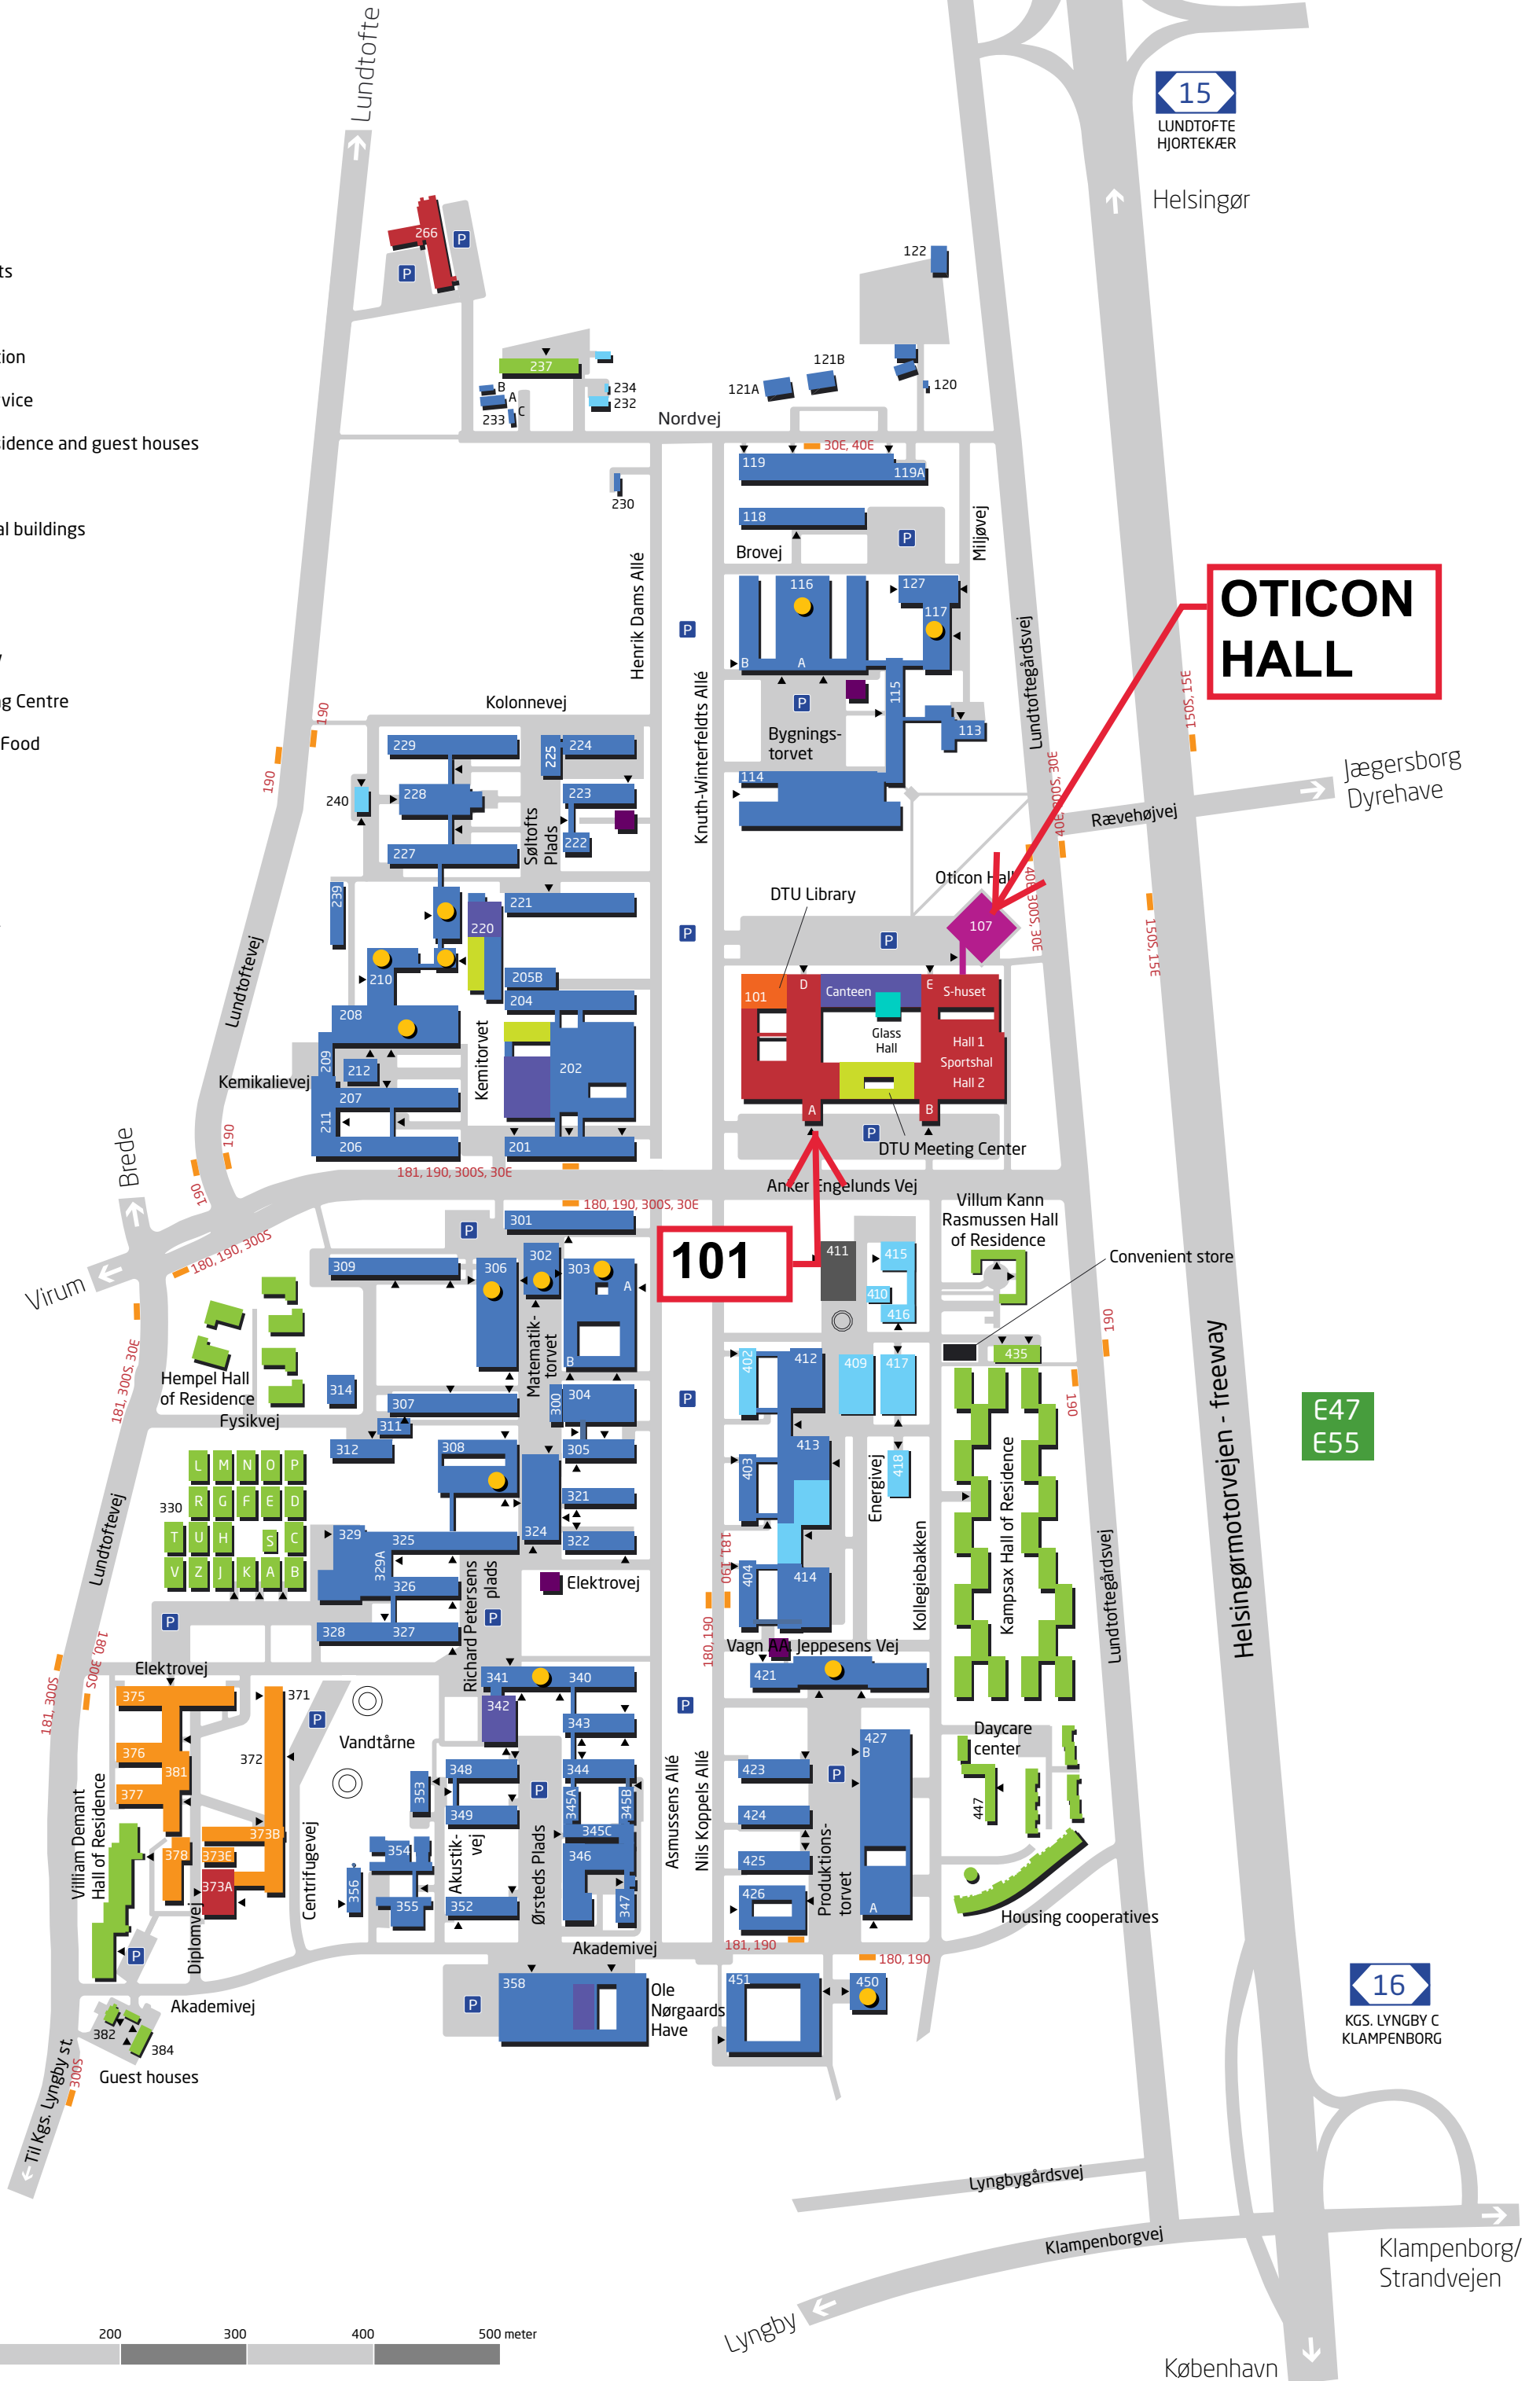 Lundtofte
15
LUNDTOFTE
HJORTEKÆR
Helsingør
266
P
P
122
ts
tion
vice
sidence and guest houses
al buildings
y
ng Centre
Food
237
B
A
C
233
234
232
121A
121B
120
Nordvej
30E, 40E
119
119A
230
118
P
Brovej
Miljøvej
Henrik Dams Allé
116
127
117
P
B
A
115
P
113
Bygnings-
torvet
114
Knuth-Winterfeldts Allé
Lundtoftegårdsvej
OTICON
HALL
150S, 15E
Jægersborg
Dyrehave
Rævehøjvej
190
190
Kolonnevej
229
225
224
240
228
223
222
Søltofts
Plads
227
239
221
220
P
210
205B
204
208
209
212
202
Kemitorvet
Kemikalievej
207
211
206
201
Lundtoftevej
DTU Library
Oticon Hall
107
P
40E, 300S, 30E
150S, 15E
101
D
Canteen
E
S-huset
Glass
Hall
Hall 1
Sportshal
Hall 2
A
B
P
DTU Meeting Center
Anker Engelunds Vej
Brede
190
190
181, 190, 300S, 30E
180, 190, 300S, 30E
180, 190, 300S
Virum
101
P
301
302
303
A
B
306
309
Matematik-
torvet
411
415
410
416
Villum Kann
Rasmussen Hall
of Residence
Convenient store
435
190
190
181, 300S, 30E
Hempel Hall
of Residence
Fysikvej
314
307
311
312
300
304
305
308
P
402
412
409
417
413
403
418
Energivej
Kollegiebakken
Kampsax Hall of Residence
E47
E55
Helsingørmotorvejen - freeway
L M N O P
330
R G F E D
T U H S C
V Z J K A B
329
325
329A
326
328
327
324
321
322
Elektrovej
Richard Petersens
plads
P
P
Lundtoftevej
181, 190
180, 190
404
414
Vagn AA. Jeppesens Vej
421
Lundtoftegårdsvej
180, 300S
181, 300S
Elektrovej
375
371
376
372
381
377
P
Vandtårne
341
340
342
343
P
348
344
353
349
345A
345B
345C
P
346
347
354
356
355
352
Akustik-
vej
Ørsteds Plads
Centrifugevej
373B
373E
373A
378
Diplomvej
Villiam Demant
Hall of Residence
P
Asmussens Allé
Nils Koppels Allé
423
424
425
426
P
Produktions-
torvet
427
B
A
Daycare
center
447
Housing cooperatives
Akademivej
181, 190
180, 190
Akademivej
382
384
Guest houses
300S
Til Kgs. Lyngby st.
P
358
Ole
Nørgaards
Have
451
450
16
KGS. LYNGBY C
KLAMPENBORG
Lyngbygårdsvej
Klampenborgvej
Klampenborg/
Strandvejen
Lyngby
København
200 300 400 500 meter